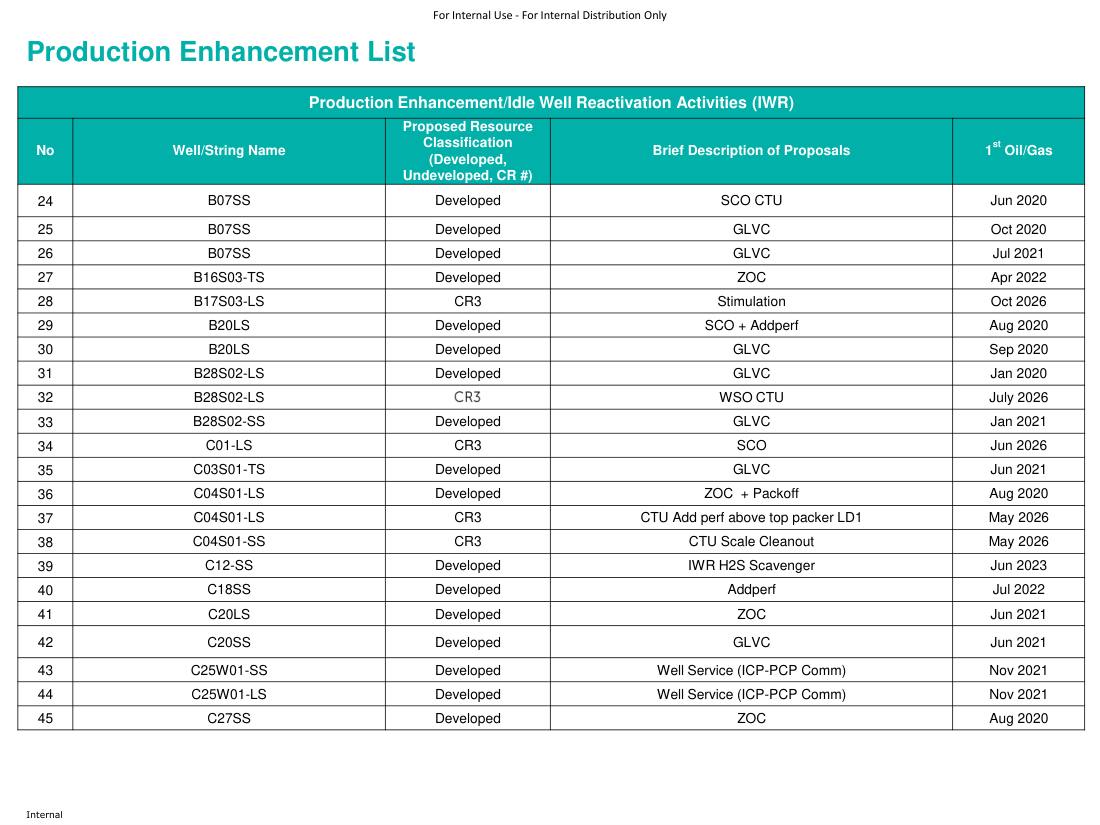 For Internal Use - For Internal Distribution Only
Production Enhancement List
Production Enhancement/Idle Well Reactivation Activities (IWR)
No Well/String Name Proposed Resource Classification (Developed, Undeveloped, CR #) Brief Description of Proposals 1st Oil/Gas
24 B07SS Developed SCO CTU Jun 2020
25 B07SS Developed GLVC Oct 2020
26 B07SS Developed GLVC Jul 2021
27 B16S03-TS Developed ZOC Apr 2022
28 B17S03-LS CR3 Stimulation Oct 2026
29 B20LS Developed SCO + Addperf Aug 2020
30 B20LS Developed GLVC Sep 2020
31 B28S02-LS Developed GLVC Jan 2020
32 B28S02-LS CR3 WSO CTU July 2026
33 B28S02-SS Developed GLVC Jan 2021
34 C01-LS CR3 SCO Jun 2026
35 C03S01-TS Developed GLVC Jun 2021
36 C04S01-LS Developed ZOC + Packoff Aug 2020
37 C04S01-LS CR3 CTU Add perf above top packer LD1 May 2026
38 C04S01-SS CR3 CTU Scale Cleanout May 2026
39 C12-SS Developed IWR H2S Scavenger Jun 2023
40 C18SS Developed Addperf Jul 2022
41 C20LS Developed ZOC Jun 2021
42 C20SS Developed GLVC Jun 2021
43 C25W01-SS Developed Well Service (ICP-PCP Comm) Nov 2021
44 C25W01-LS Developed Well Service (ICP-PCP Comm) Nov 2021
45 C27SS Developed ZOC Aug 2020
Internal